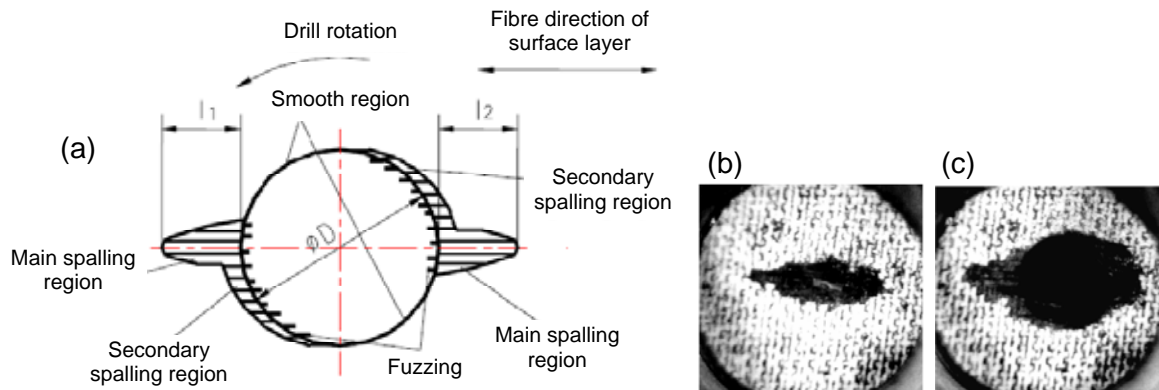 Drill rotation
Fibre direction of
surface layer
Smooth region
l1
l2
(a)
(b)
(c)
Secondary
spalling region
φD
Main spalling
region
Main spalling
region
Secondary
spalling region
Fuzzing